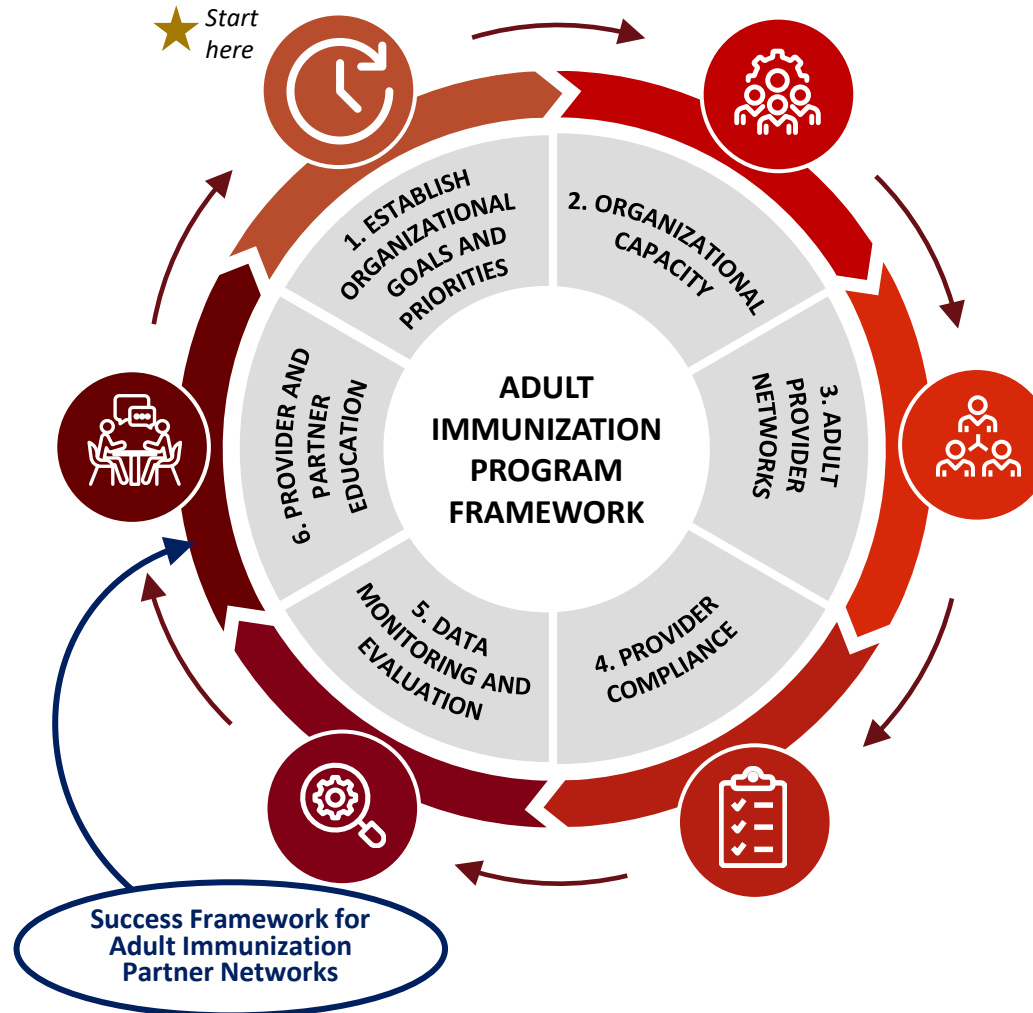 Start
here
1. ESTABLISH
ORGANIZATIONAL
GOALS AND
PRIORITIES
2. ORGANIZATIONAL
CAPACITY
3. ADULT
PROVIDER
NETWORKS
4. PROVIDER
COMPLIANCE
5. DATA
MONITORING AND
EVALUATION
6. PROVIDER AND
PARTNER
EDUCATION
ADULT
IMMUNIZATION
PROGRAM
FRAMEWORK
Success Framework for
Adult Immunization
Partner Networks